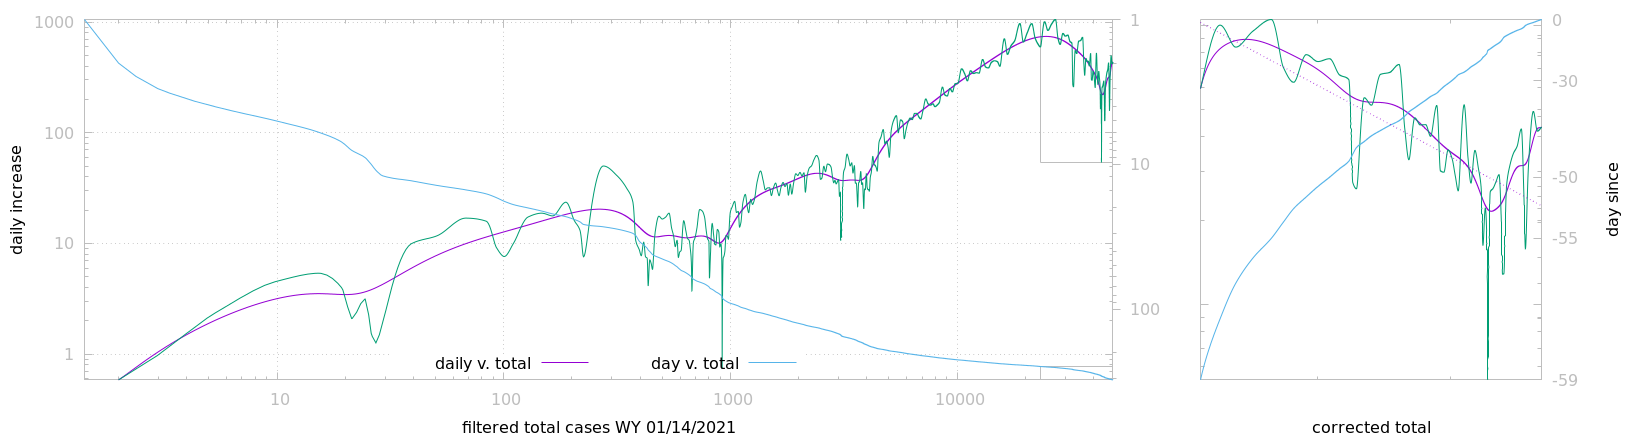 1000
100
10
1
daily increase
10
100
1000
10000
filtered total cases WY 01/14/2021
daily v. total
day v. total
1
10
100
0
-30
-50
-55
-59
day since
corrected total